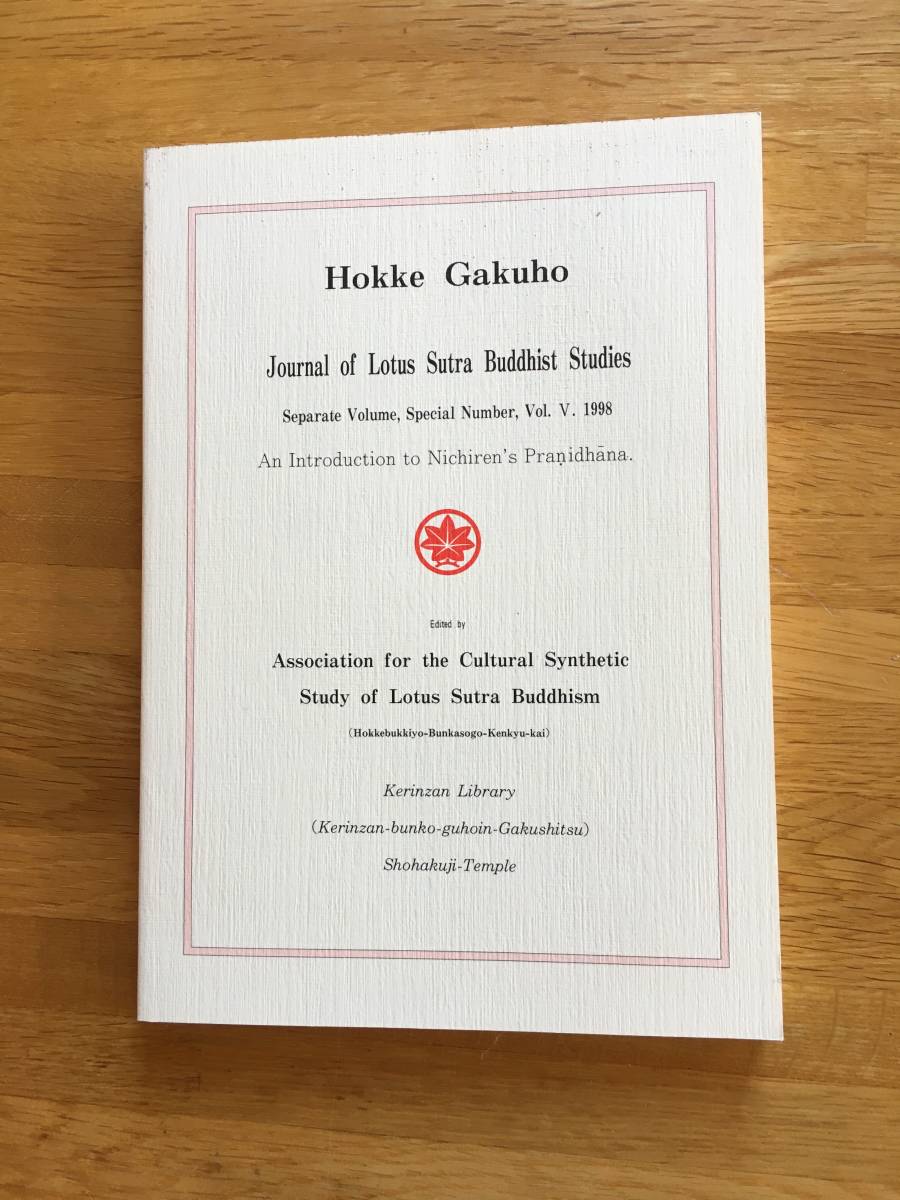 Hokke Gakuho
Journal of Lotus Sutra Buddhist Studies
Separate Volume, Special Number, Vol. V. 1998
An Introduction to Nichiren's Praṇidhāna.
Edited by
Association for the Cultural Synthetic
Study of Lotus Sutra Buddhism
(Hokkebukkiyo-Bunkasogo-Kenkyu-kai)
Kerinzan Library
(Kerinzan-bunko-guhoin-Gakushitsu)
Shohakuji-Temple